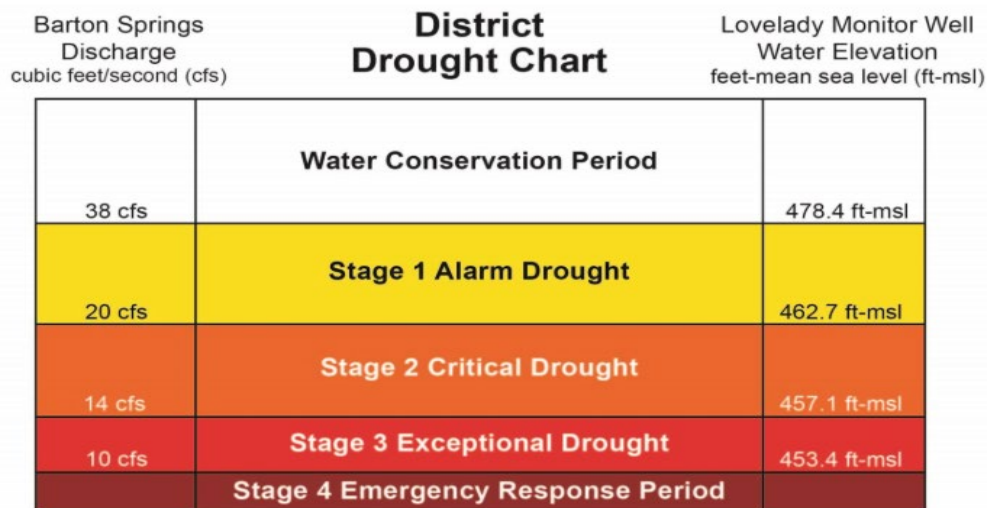 Barton Springs
Discharge
cubic feet/second (cfs)
District
Drought Chart
Lovelady Monitor Well
Water Elevation
feet-mean sea level (ft-msl)
Water Conservation Period
38 cfs
478.4 ft-msl
Stage 1 Alarm Drought
20 cfs
462.7 ft-msl
Stage 2 Critical Drought
14 cfs
457.1 ft-msl
Stage 3 Exceptional Drought
10 cfs
453.4 ft-msl
Stage 4 Emergency Response Period